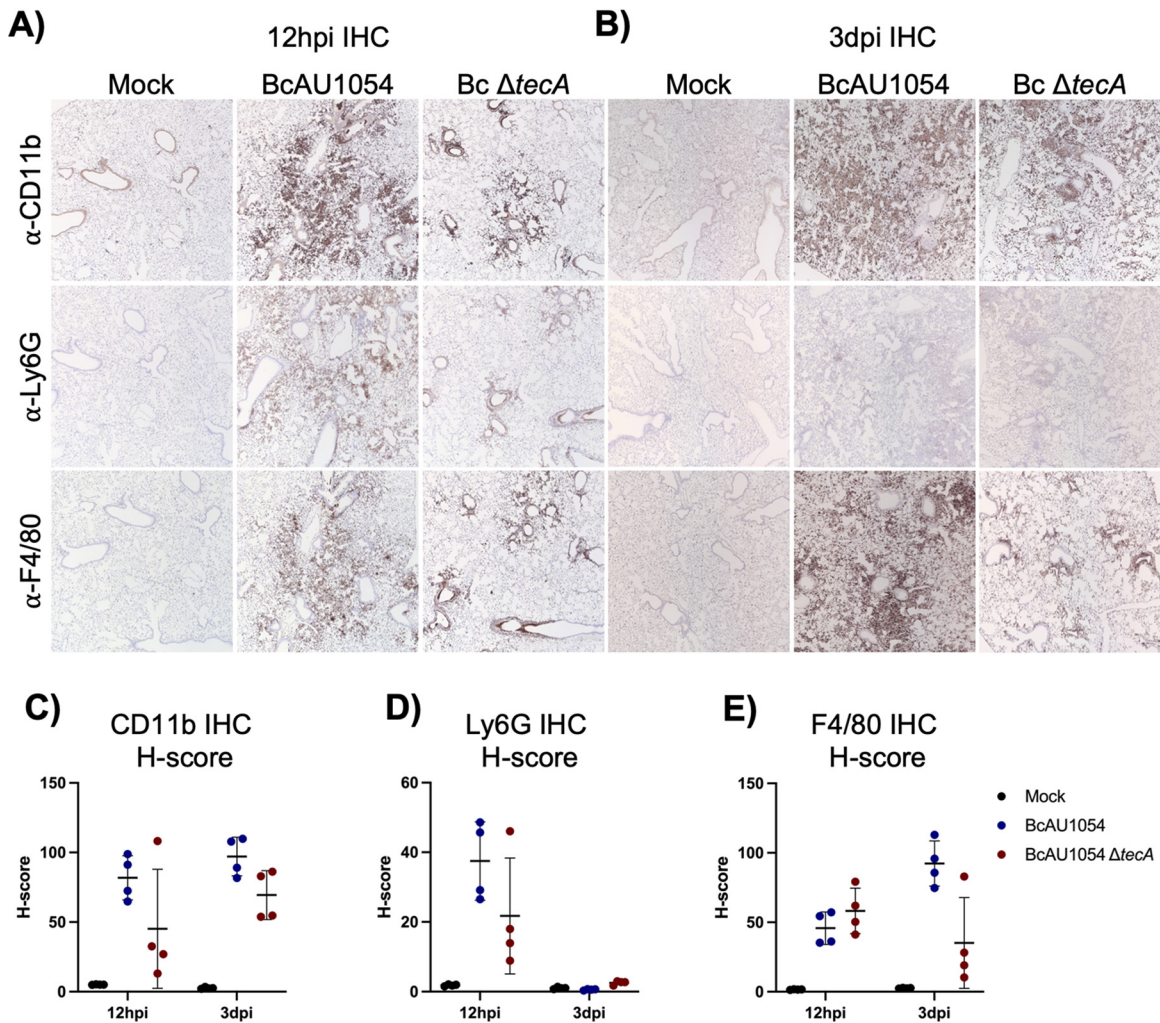 A)
12hpi IHC
B)
3dpi IHC
Mock
BcAU1054
Bc ΔtecA
Mock
BcAU1054
Bc ΔtecA
α-CD11b
α-Ly6G
α-F4/80
C)
CD11b IHC
H-score
150
100
50
0
H-score
12hpi
3dpi
D)
Ly6G IHC
H-score
60
40
20
0
H-score
12hpi
3dpi
E)
F4/80 IHC
H-score
150
100
50
0
H-score
12hpi
3dpi
Mock
BcAU1054
BcAU1054 ΔtecA